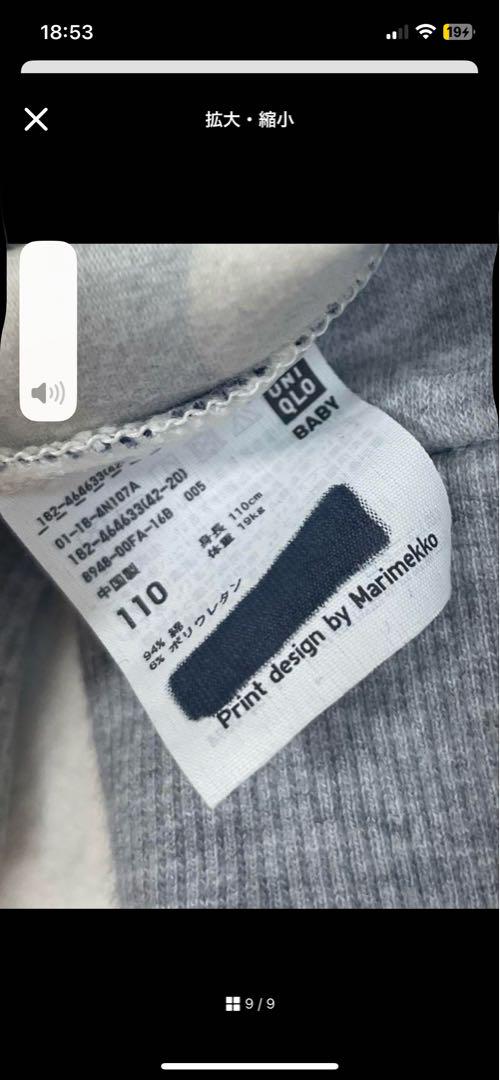 18:53
19
拡大・縮小
UNI
QLO
BABY
182-464633(42-
01-18-4N107A
182-464633(42-20)
8948-00FA-16B 005
中国製
110
身長 110cm
体重 19kg
94% 綿
6% ポリウレタン
Print design by Marimekko
9 / 9